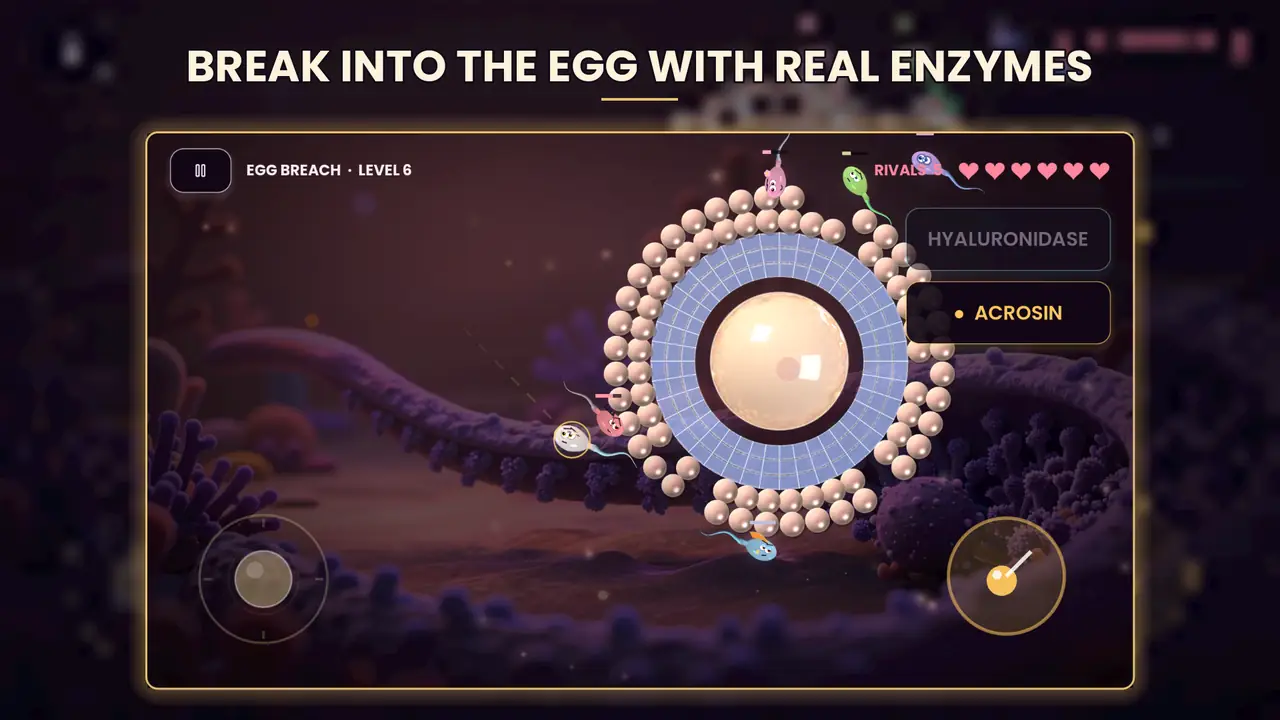 BREAK INTO THE EGG WITH REAL ENZYMES
EGG BREACH · LEVEL 6
RIVALS
HYALURONIDASE
ACROSIN